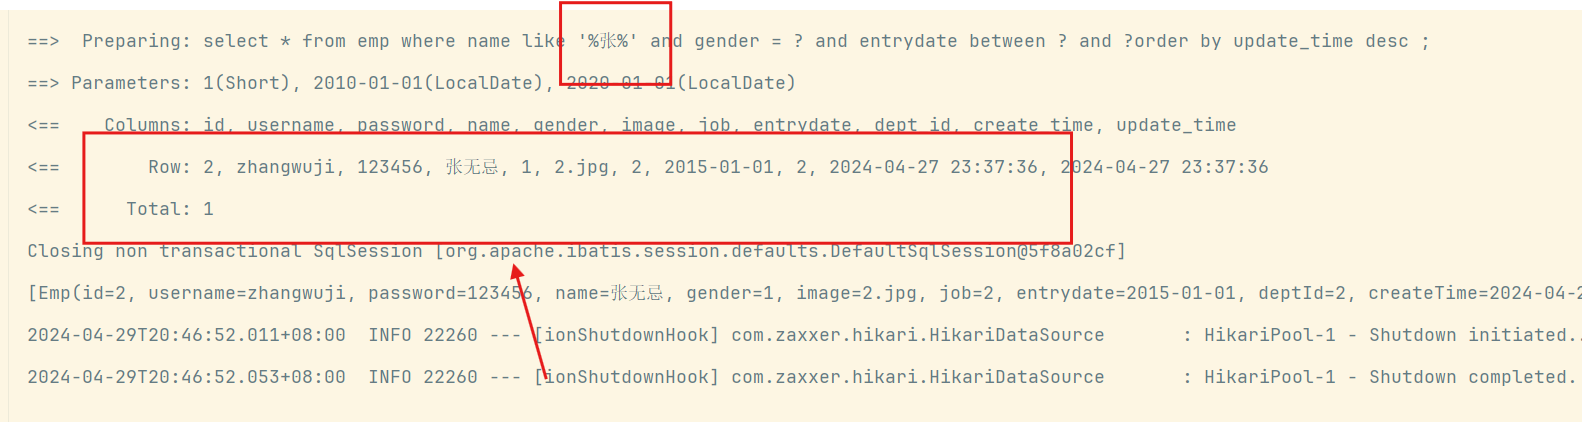 ==>  Preparing: select * from emp where name like '%张%' and gender = ? and entrydate between ? and ?order by update_time desc ;
==> Parameters: 1(Short), 2010-01-01(LocalDate), 2020-01-01(LocalDate)
<==    Columns: id, username, password, name, gender, image, job, entrydate, dept_id, create_time, update_time
<==        Row: 2, zhangwuji, 123456, 张无忌, 1, 2.jpg, 2, 2015-01-01, 2, 2024-04-27 23:37:36, 2024-04-27 23:37:36
<==      Total: 1
Closing non transactional SqlSession [org.apache.ibatis.session.defaults.DefaultSqlSession@5f8a02cf]
[Emp(id=2, username=zhangwuji, password=123456, name=张无忌, gender=1, image=2.jpg, job=2, entrydate=2015-01-01, deptId=2, createTime=2024-04-2
2024-04-29T20:46:52.011+08:00  INFO 22260 --- [ionShutdownHook] com.zaxxer.hikari.HikariDataSource       : HikariPool-1 - Shutdown initiated..
2024-04-29T20:46:52.053+08:00  INFO 22260 --- [ionShutdownHook] com.zaxxer.hikari.HikariDataSource       : HikariPool-1 - Shutdown completed.